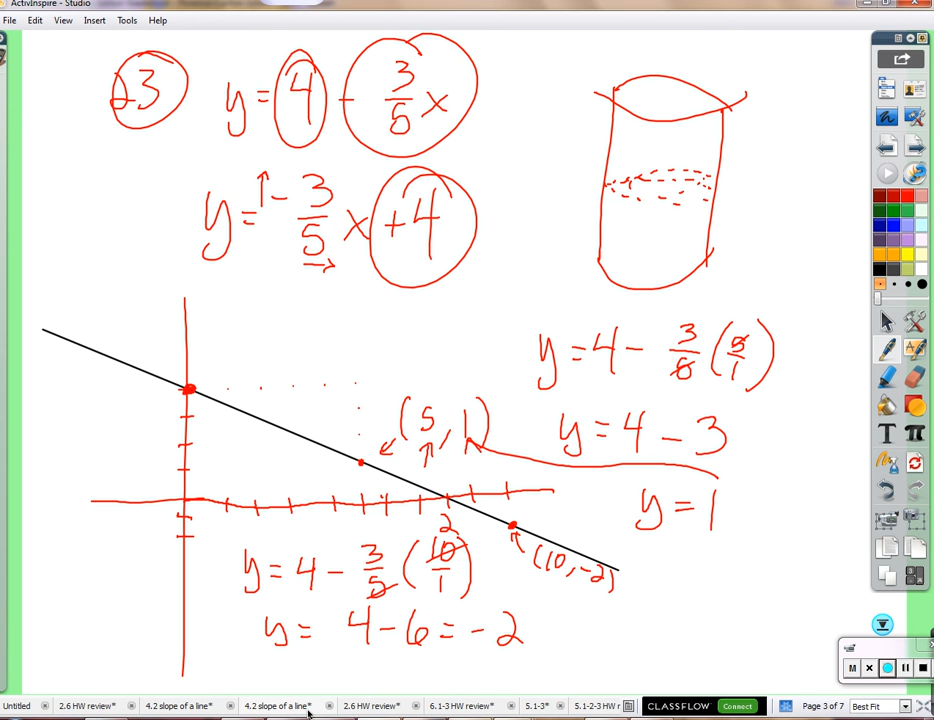 ActivInspire - Studio
File Edit View Insert Tools Help
23 y = 4 - 3/5 x
y = - 3/5 x + 4
y = 4 - 3/5 (5/1)
(5, 1)
y = 4 - 3
y = 1
(10, -2)
y = 4 - 3/5 (10/1) 2
y = 4 - 6 = -2
M
Untitled 2.6 HW review* 4.2 slope of a line* 4.2 slope of a line* 2.6 HW review* 6.1-3 HW review* 5.1-3* 5.1-2-3 HW r CLASSFLOW Connect Page 3 of 7 Best Fit